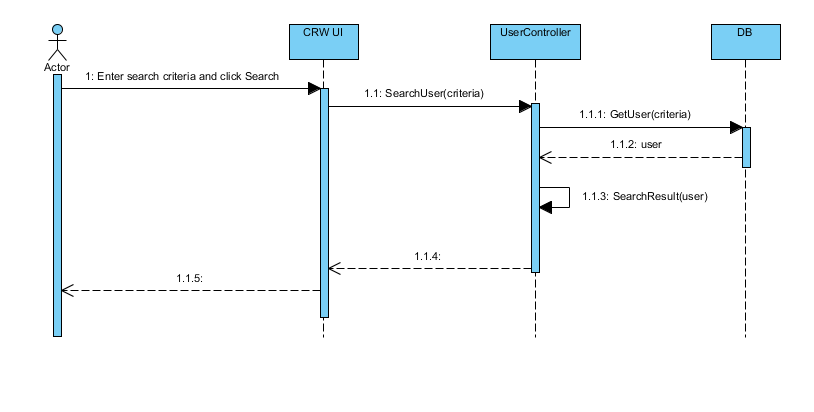 CRW UI
UserController
DB
Actor
1: Enter search criteria and click Search
1.1: SearchUser(criteria)
1.1.1: GetUser(criteria)
1.1.2: user
1.1.3: SearchResult(user)
1.1.4:
1.1.5: